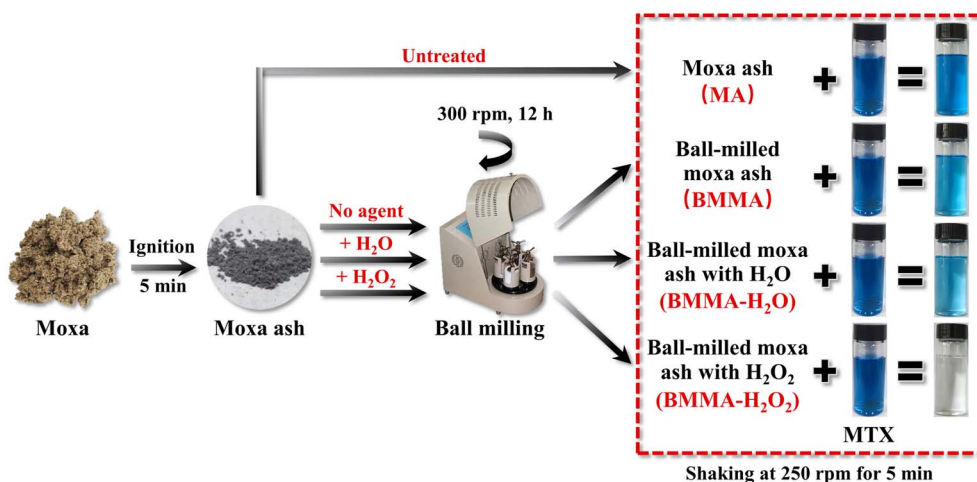 Untreated
300 rpm, 12 h
No agent
+ H₂O
+ H₂O₂
Ignition
5 min
Moxa
Moxa ash
Ball milling
Moxa ash
(MA)
+
=
Ball-milled
moxa ash
(BMMA)
+
=
Ball-milled moxa
ash with H₂O
(BMMA-H₂O)
+
=
Ball-milled moxa
ash with H₂O₂
(BMMA-H₂O₂)
+
=
MTX
Shaking at 250 rpm for 5 min